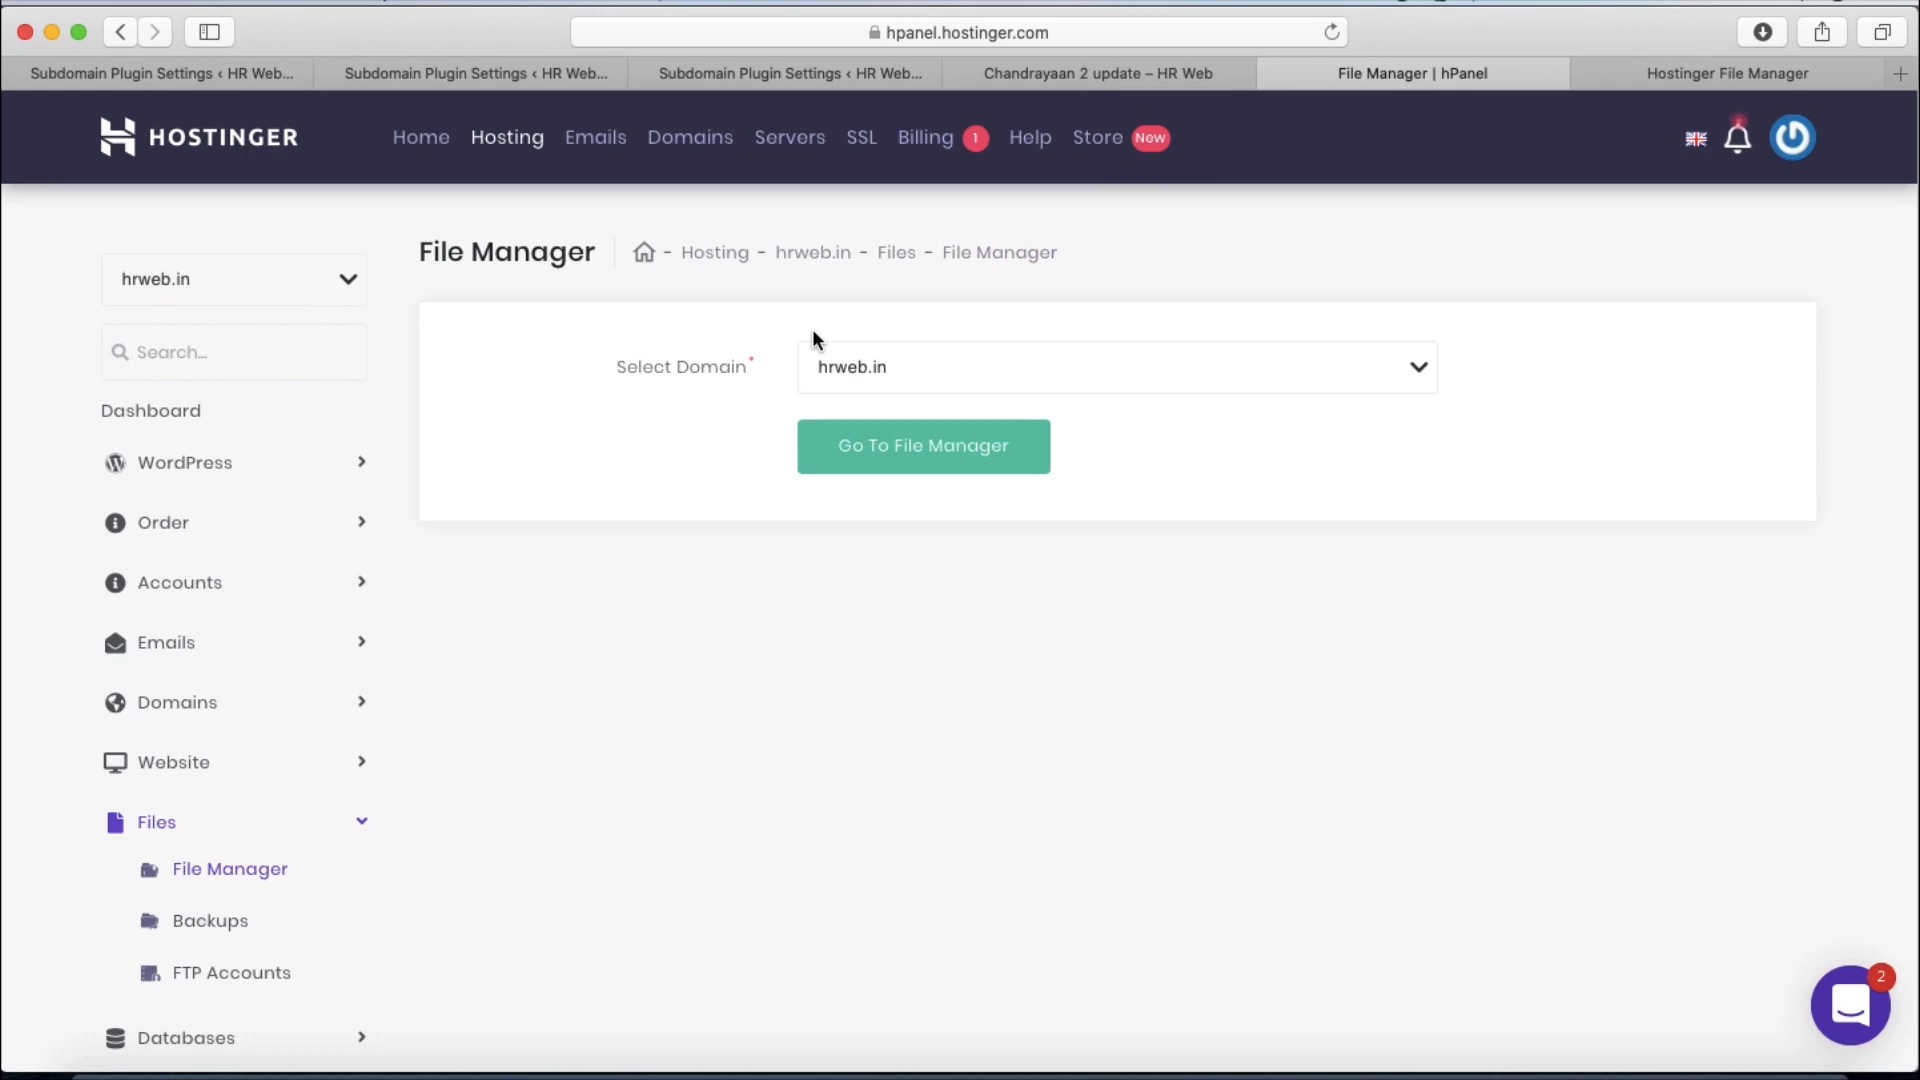 hpanel.hostinger.com
Subdomain Plugin Settings ‹ HR Web...
Subdomain Plugin Settings ‹ HR Web...
Subdomain Plugin Settings ‹ HR Web...
Chandrayaan 2 update – HR Web
File Manager | hPanel
Hostinger File Manager
HOSTINGER
Home
Hosting
Emails
Domains
Servers
SSL
Billing 1
Help
Store New
File Manager
- Hosting - hrweb.in - Files - File Manager
hrweb.in
Search...
Select Domain*
hrweb.in
Go To File Manager
Dashboard
WordPress
Order
Accounts
Emails
Domains
Website
Files
File Manager
Backups
FTP Accounts
Databases
2